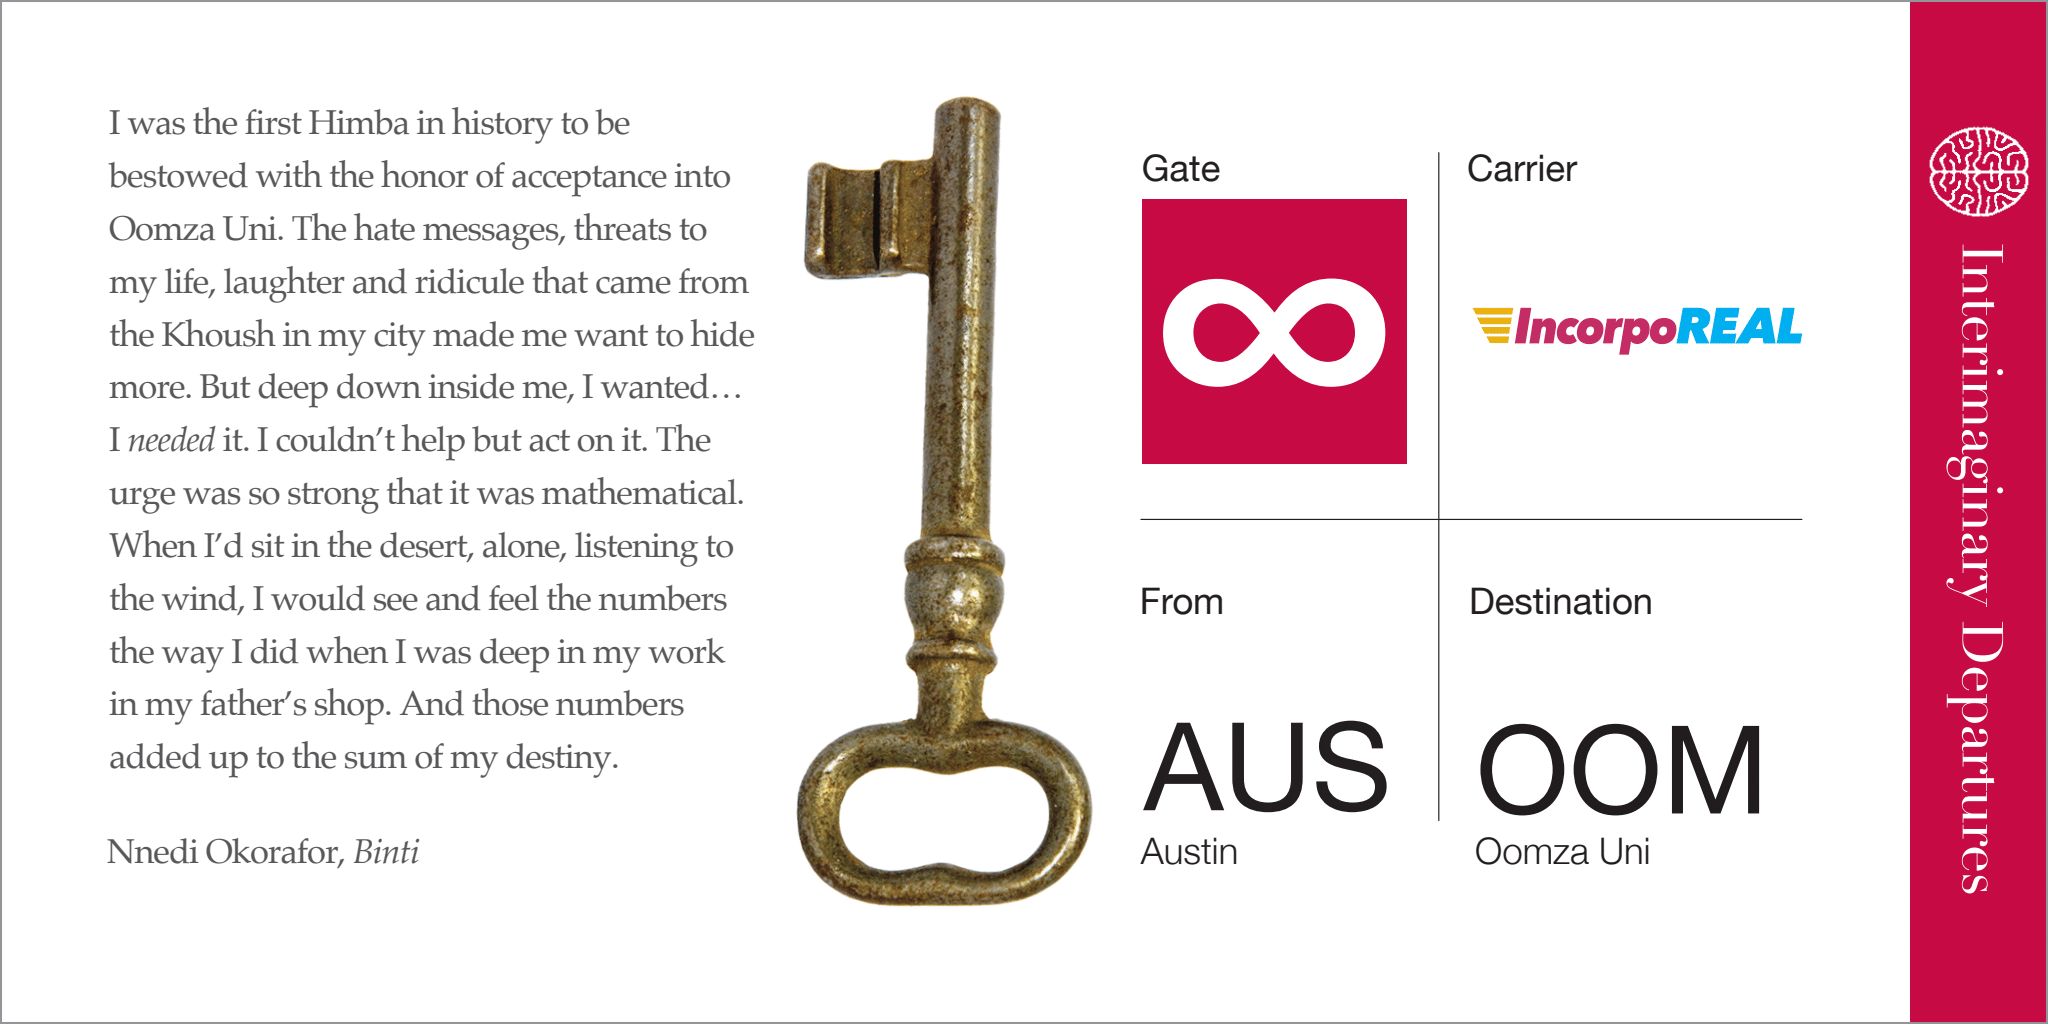 I was the first Himba in history to be
bestowed with the honor of acceptance into
Oomza Uni. The hate messages, threats to
my life, laughter and ridicule that came from
the Khoush in my city made me want to hide
more. But deep down inside me, I wanted…
I needed it. I couldn’t help but act on it. The
urge was so strong that it was mathematical.
When I’d sit in the desert, alone, listening to
the wind, I would see and feel the numbers
the way I did when I was deep in my work
in my father’s shop. And those numbers
added up to the sum of my destiny.
Nnedi Okorafor, Binti
Gate
∞
Carrier
IncorpoREAL
From
AUS
Austin
Destination
OOM
Oomza Uni
Interimaginary Departures